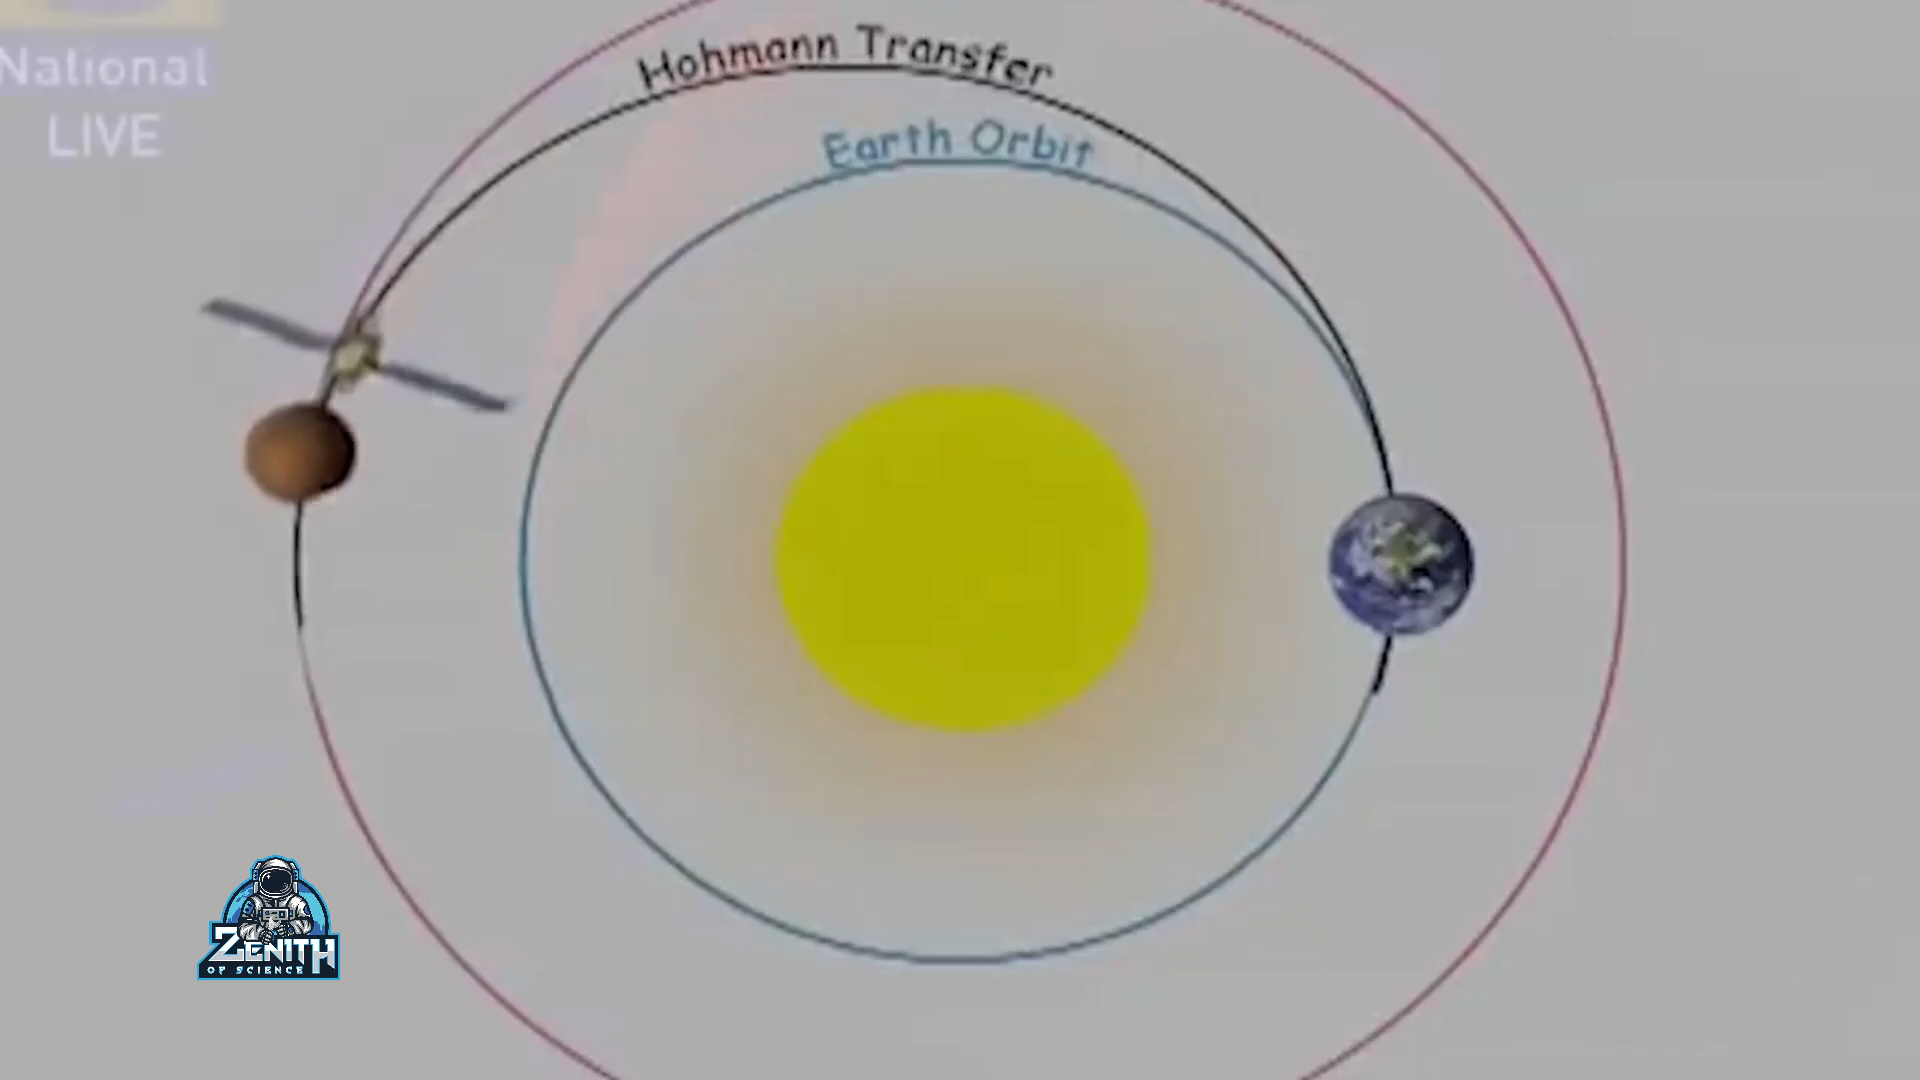 National
LIVE
Hohmann Transfer
Earth Orbit
ZENITH
OF SCIENCE